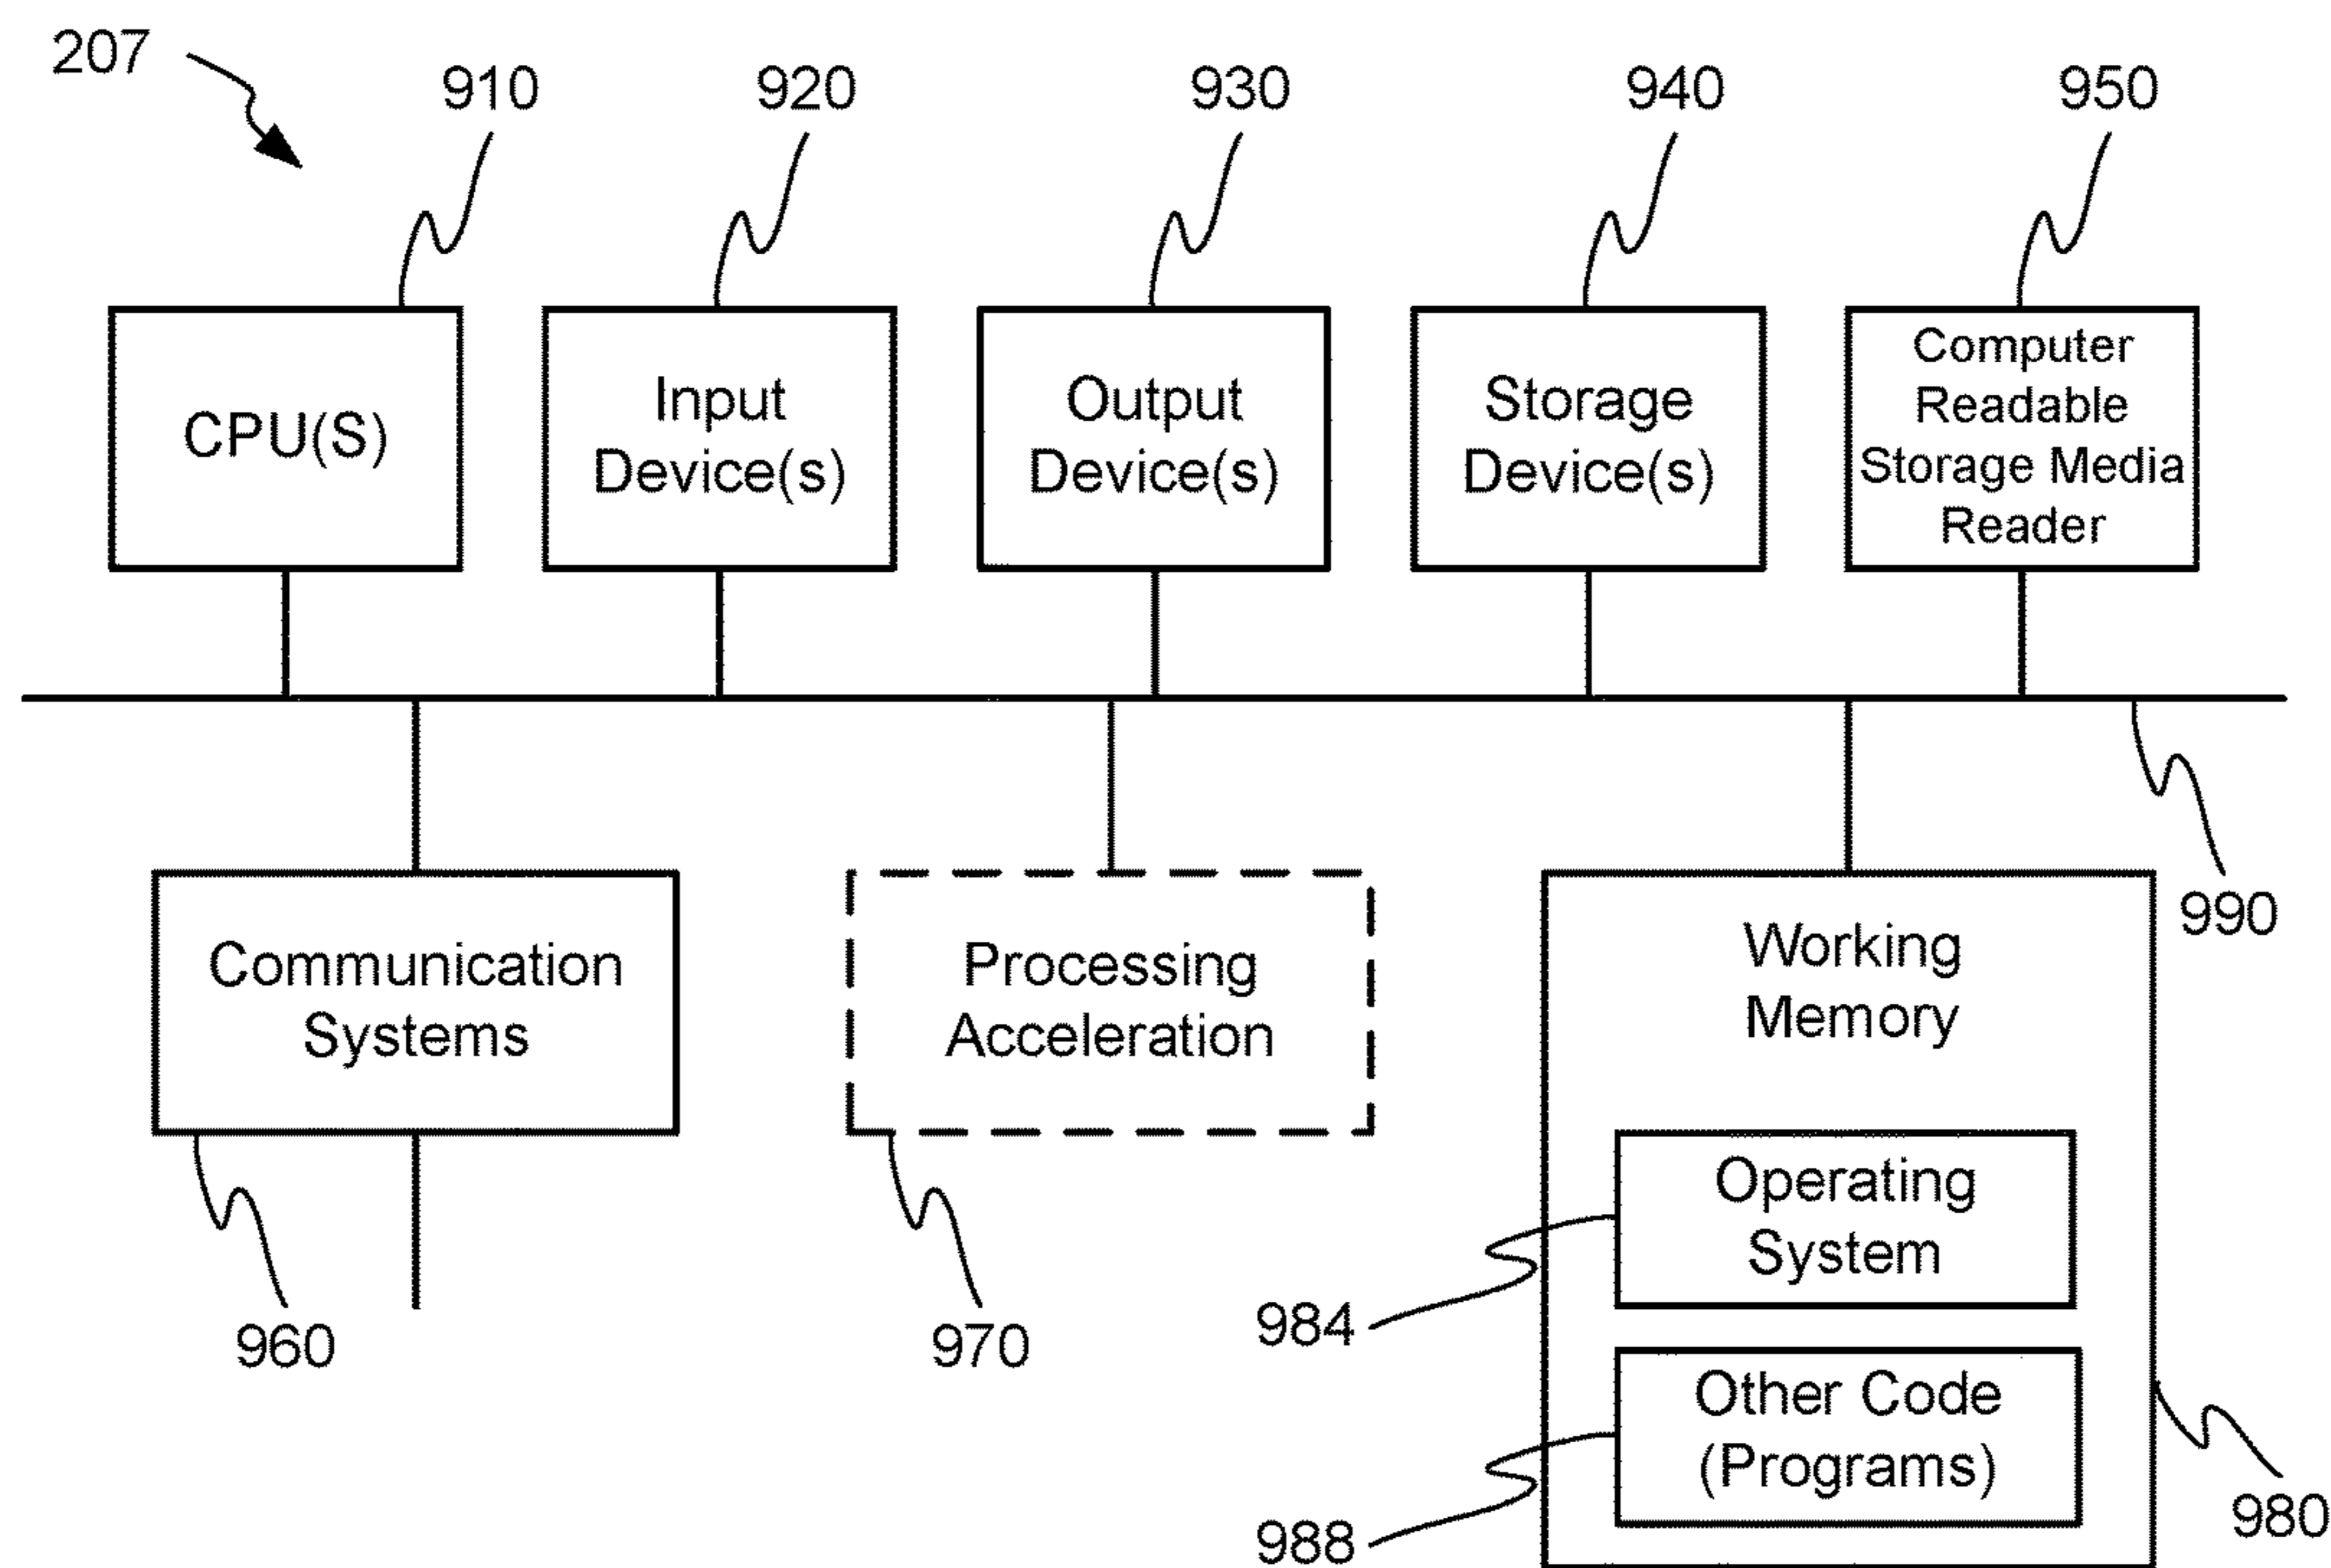 207
910
920
930
940
950
CPU(S)
Input
Device(s)
Output
Device(s)
Storage
Device(s)
Computer
Readable
Storage Media
Reader
990
Communication
Systems
Processing
Acceleration
Working
Memory
Operating
System
Other Code
(Programs)
960
970
984
988
980